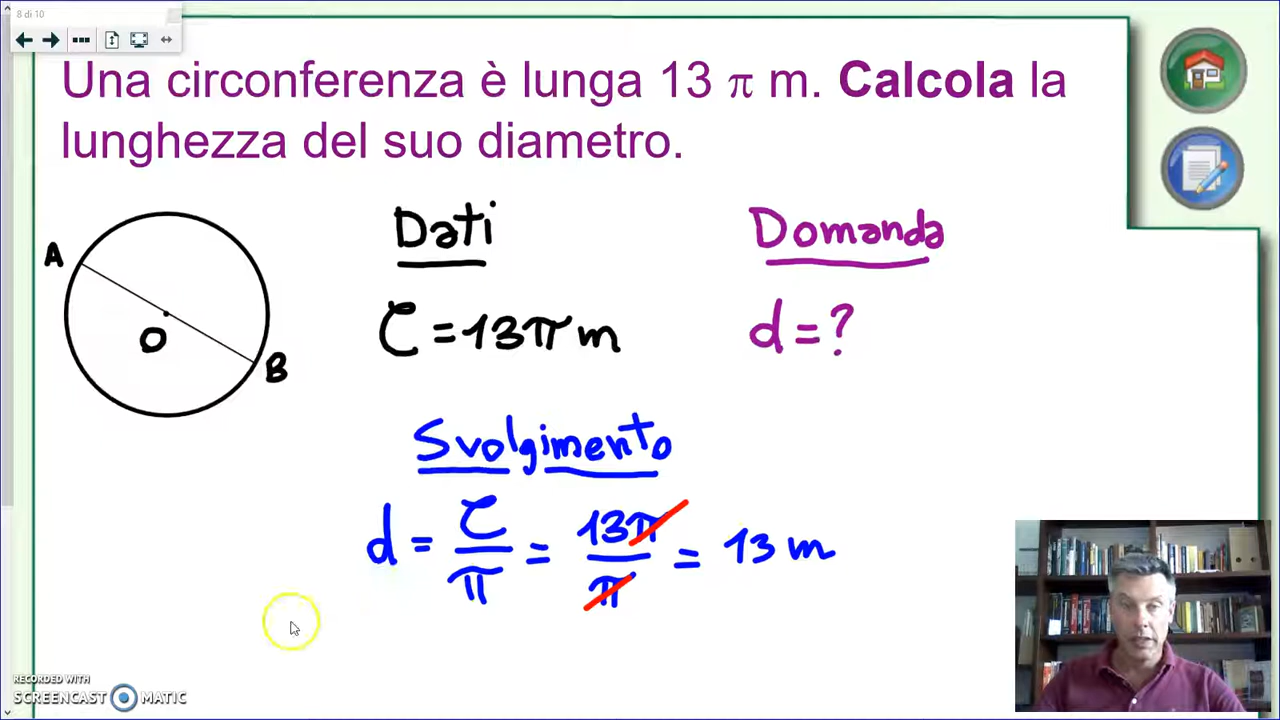 8 di 10
Una circonferenza è lunga 13 π m. Calcola la
lunghezza del suo diametro.
Dati
Domanda
A
O
B
C = 13π m
d = ?
Svolgimento
d = C/π = 13π/π = 13 m
RECORDED WITH
SCREENCAST MATIC